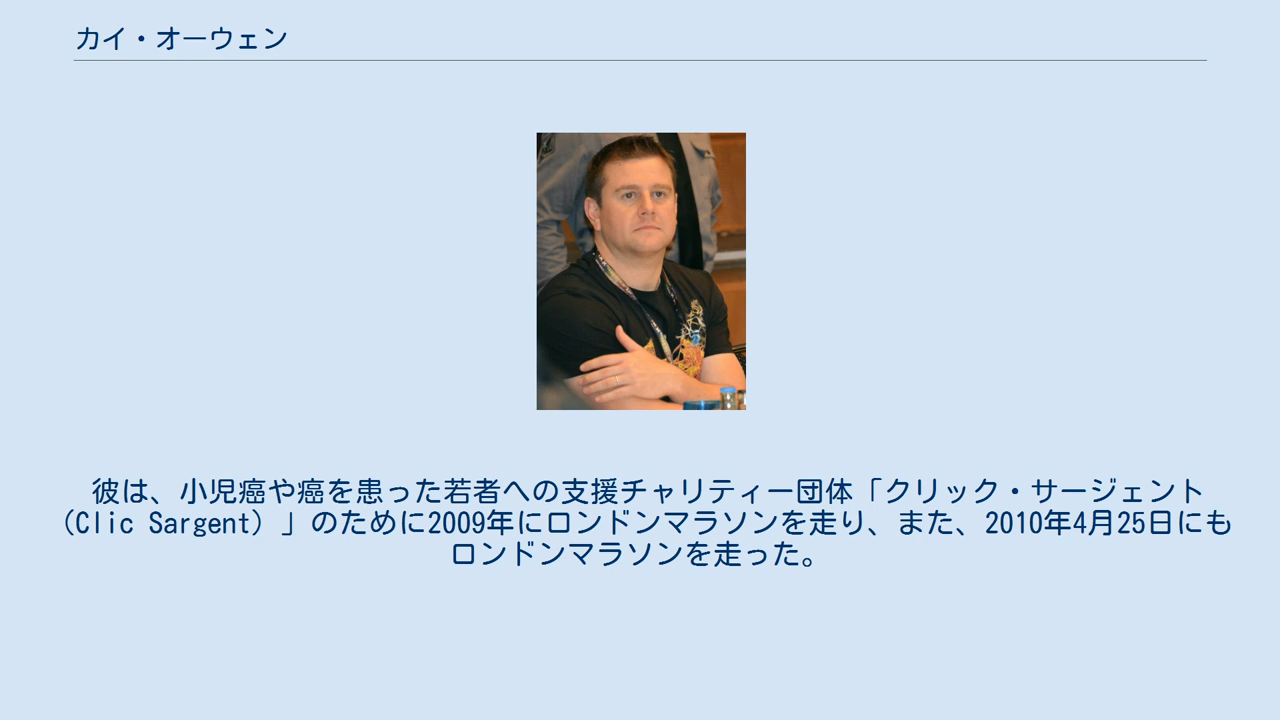 カイ・オーウェン
彼は、小児癌や癌を患った若者への支援チャリティー団体「クリック・サージェント
（Clic Sargent）」のために2009年にロンドンマラソンを走り、また、2010年4月25日にも
ロンドンマラソンを走った。